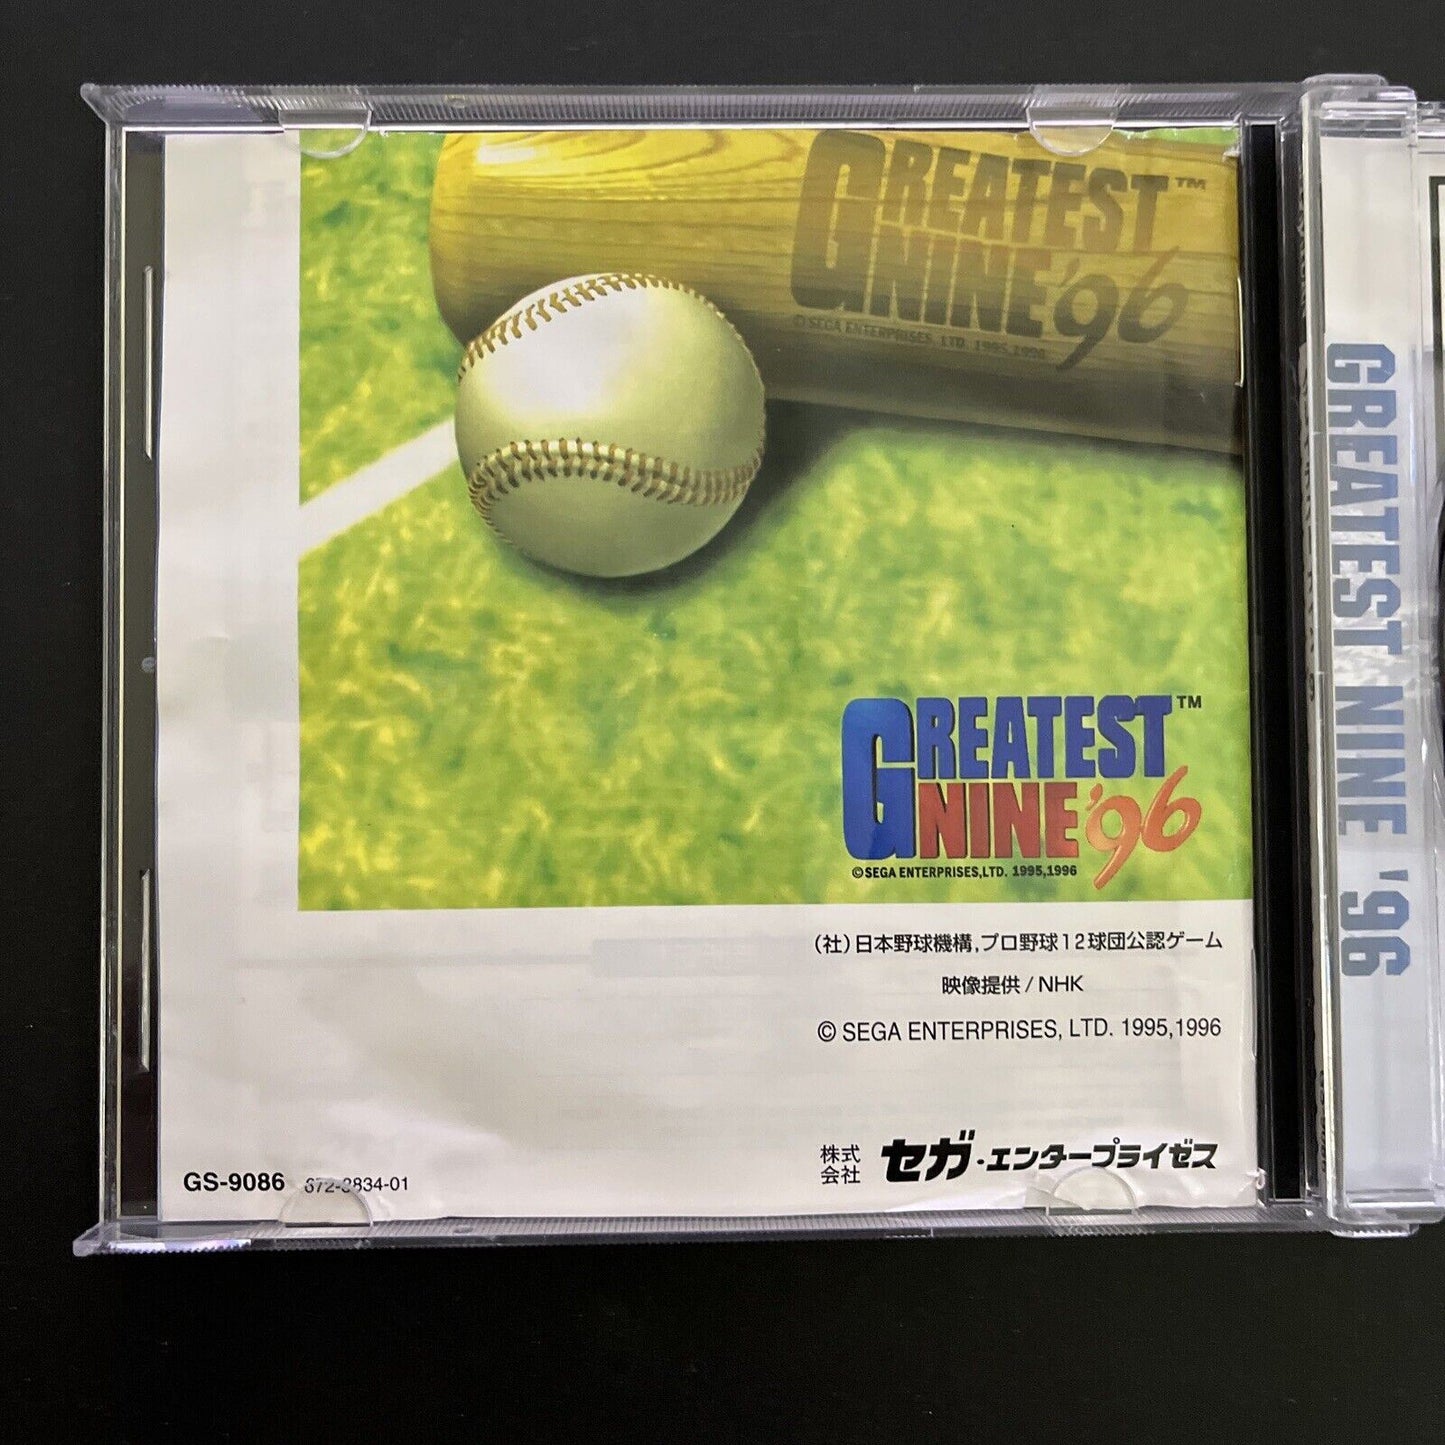 GREATEST™
NINE '96
© SEGA ENTERPRISES, LTD. 1995,1996
GREATEST™
NINE '96
©SEGA ENTERPRISES,LTD. 1995,1996
(社)日本野球機構,プロ野球12球団公認ゲーム
映像提供/NHK
© SEGA ENTERPRISES, LTD. 1995,1996
株式会社 セガ・エンタープライゼス
GS-9086 672-3834-01
GREATEST NINE '96